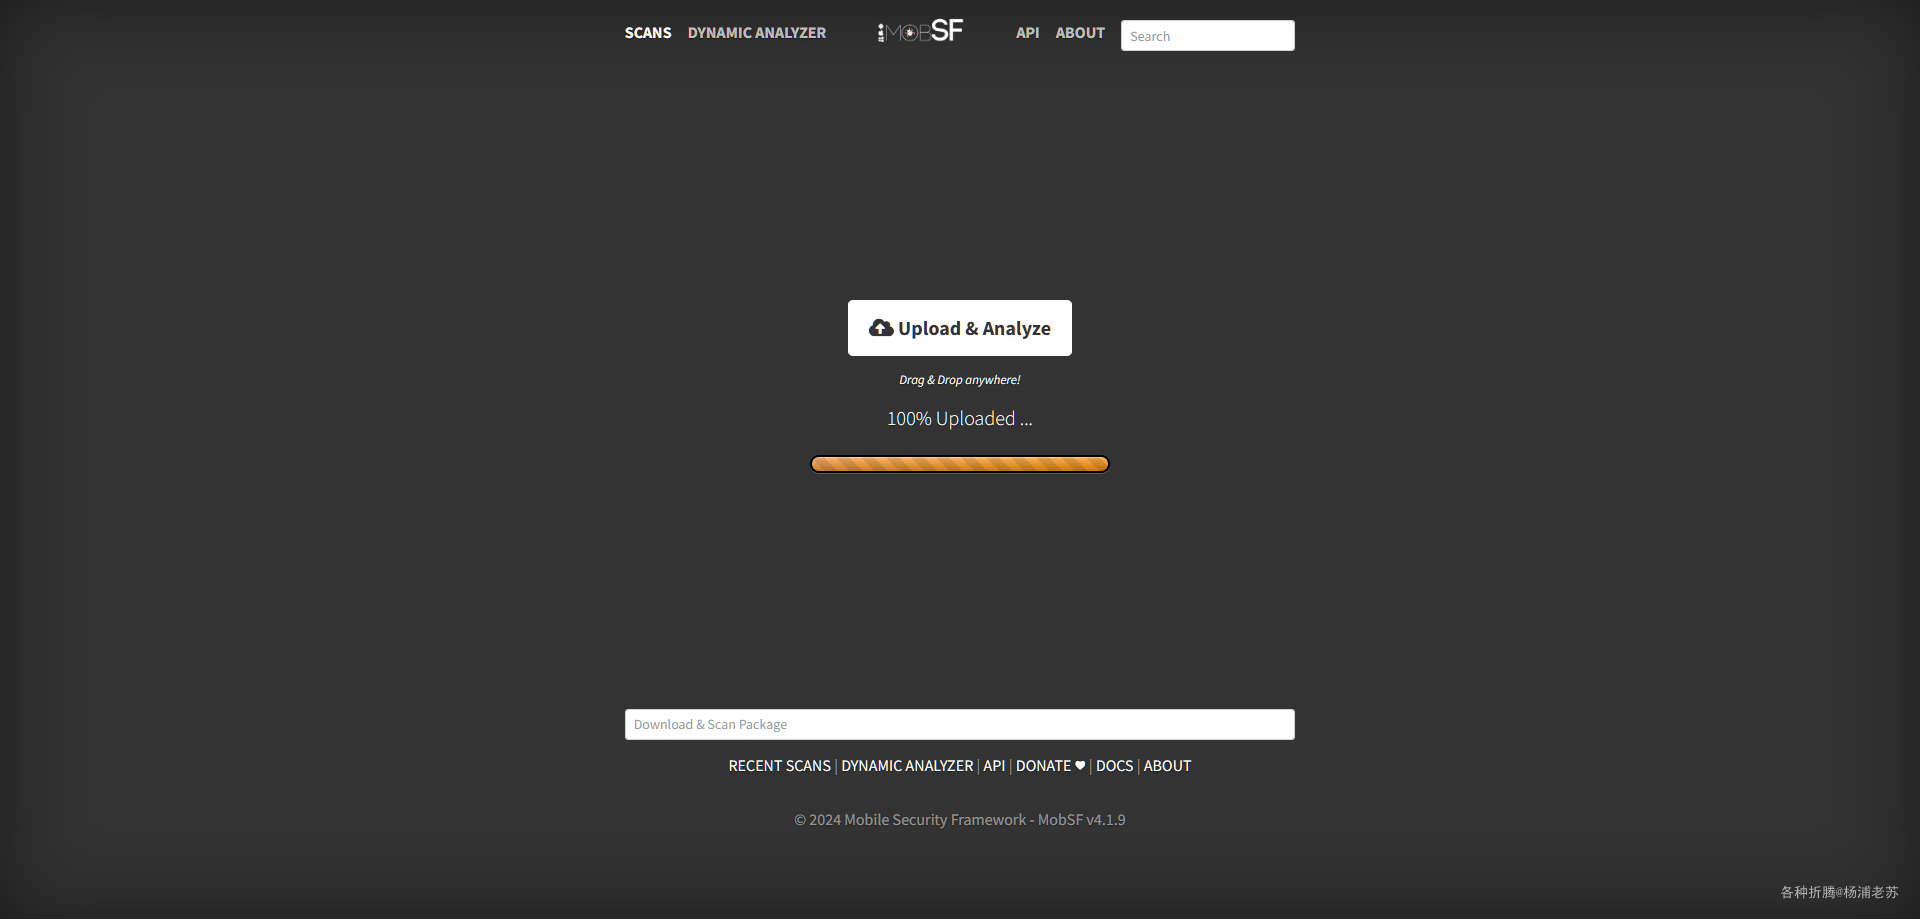 SCANS DYNAMIC ANALYZER MOBSF API ABOUT Search
Upload & Analyze
Drag & Drop anywhere!
100% Uploaded ...
Download & Scan Package
RECENT SCANS | DYNAMIC ANALYZER | API | DONATE ♥ | DOCS | ABOUT
© 2024 Mobile Security Framework - MobSF v4.1.9
各种折腾@杨浦老苏